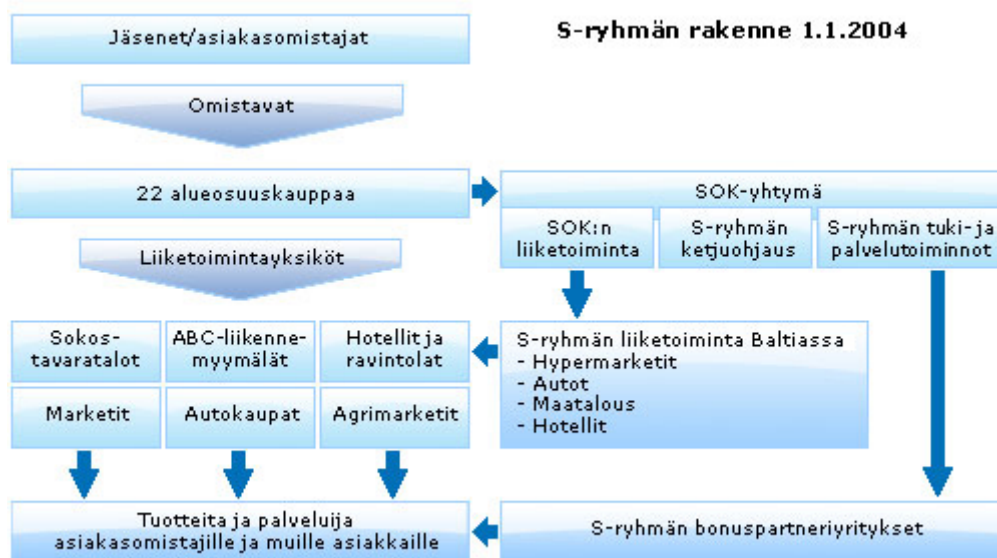 S-ryhmän rakenne 1.1.2004
Jäsenet/asiakasomistajat
Omistavat
22 alueosuuskauppaa
SOK-yhtymä
SOK:n
liiketoiminta
S-ryhmän
ketjuohjaus
S-ryhmän tuki- ja
palvelutoiminnot
Liiketoimintayksiköt
Sokos-
tavaratalot
ABC-liikenne-
myymälät
Hotellit ja
ravintolat
Marketit
Autokaupat
Agrimarketit
S-ryhmän liiketoiminta Baltiassa
- Hypermarketit
- Autot
- Maatalous
- Hotellit
Tuotteita ja palveluija
asiakasomistajille ja muille asiakkaille
S-ryhmän bonuspartneriyritykset